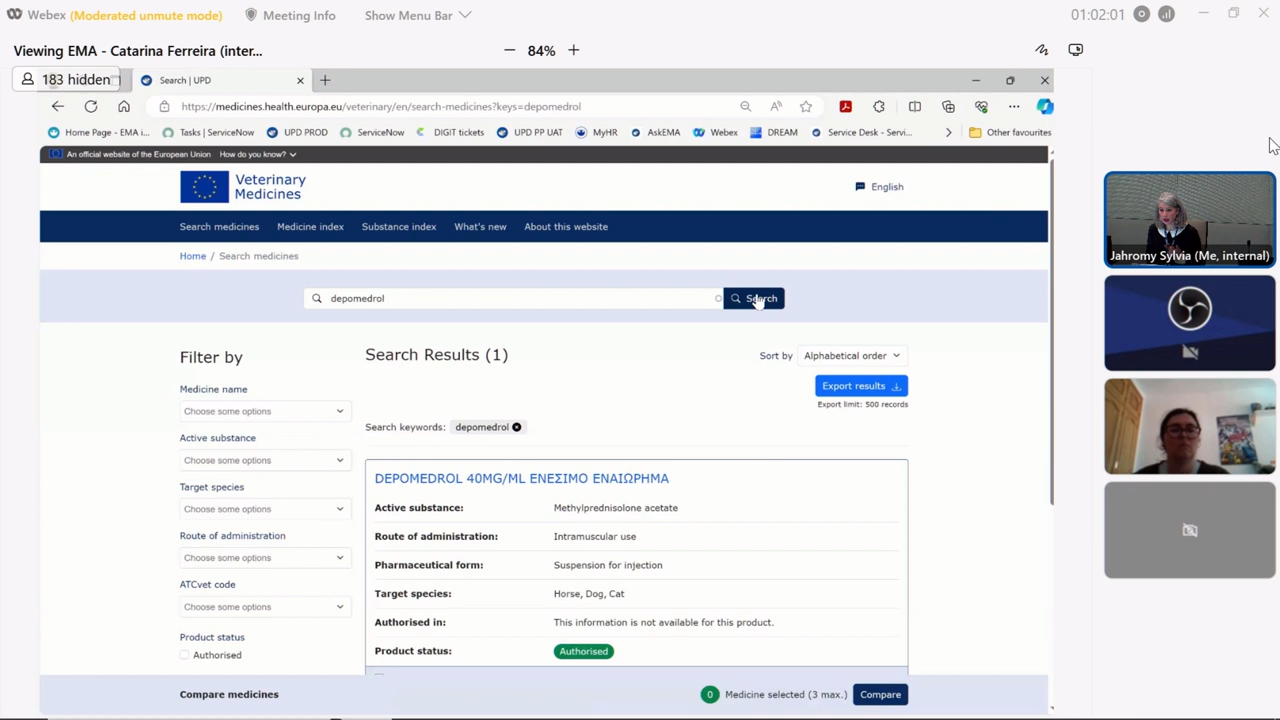 Webex (Moderated unmute mode) Meeting Info Show Menu Bar 01:02:01
Viewing EMA - Catarina Ferreira (inter... 84%
183 hidden Search | UPD
https://medicines.health.europa.eu/veterinary/en/search-medicines?keys=depomedrol
Home Page - EMA i... Tasks | ServiceNow UPD PROD ServiceNow DIGIT tickets UPD PP UAT MyHR AskEMA Webex DREAM Service Desk - Servi... Other favourites
An official website of the European Union How do you know?
Veterinary
Medicines
English
Search medicines Medicine index Substance index What's new About this website
Home / Search medicines
depomedrol Search
Filter by
Medicine name
Choose some options
Active substance
Choose some options
Target species
Choose some options
Route of administration
Choose some options
ATCvet code
Choose some options
Product status
Authorised
Search Results (1)
Sort by Alphabetical order
Export results
Export limit: 500 records
Search keywords: depomedrol
DEPOMEDROL 40MG/ML ΕΝΕΣΙΜΟ ΕΝΑΙΩΡΗΜΑ
Active substance: Methylprednisolone acetate
Route of administration: Intramuscular use
Pharmaceutical form: Suspension for injection
Target species: Horse, Dog, Cat
Authorised in: This information is not available for this product.
Product status: Authorised
Compare medicines 0 Medicine selected (3 max.) Compare
Jahromy Sylvia (Me, internal)